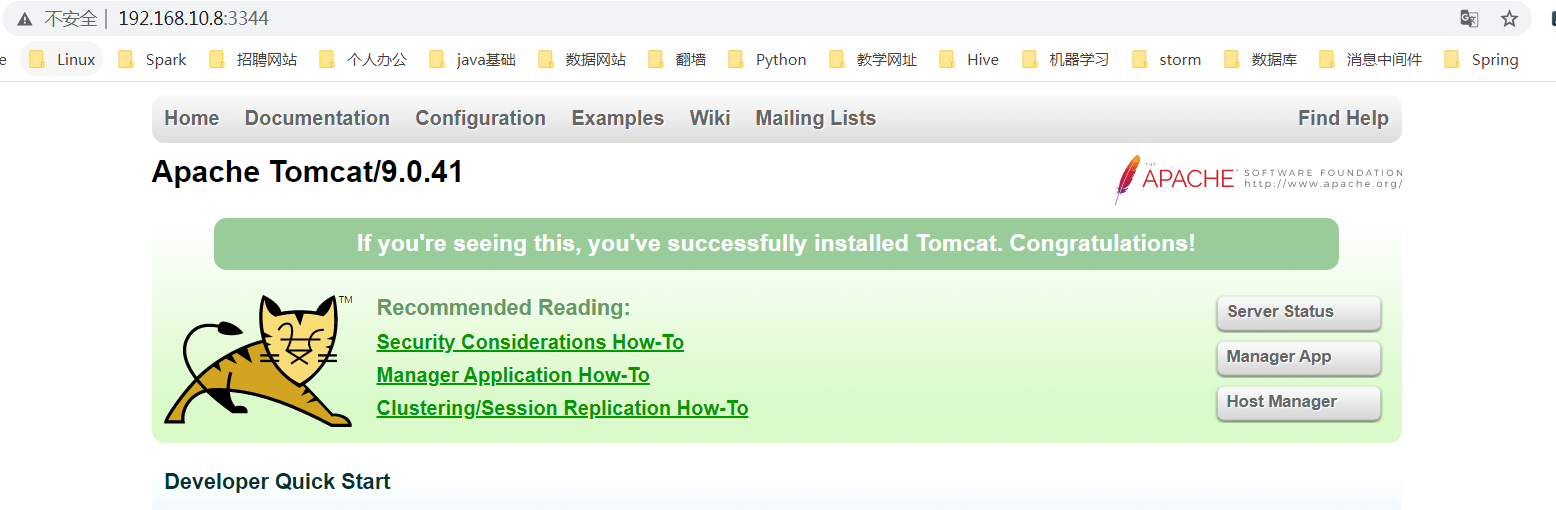 不安全 | 192.168.10.8:3344
e Linux Spark 招聘网站 个人办公 java基础 数据网站 翻墙 Python 教学网址 Hive 机器学习 storm 数据库 消息中间件 Spring
Home Documentation Configuration Examples Wiki Mailing Lists Find Help
Apache Tomcat/9.0.41
THE APACHE® SOFTWARE FOUNDATION
http://www.apache.org/
If you're seeing this, you've successfully installed Tomcat. Congratulations!
TM
Recommended Reading:
Security Considerations How-To
Manager Application How-To
Clustering/Session Replication How-To
Server Status
Manager App
Host Manager
Developer Quick Start